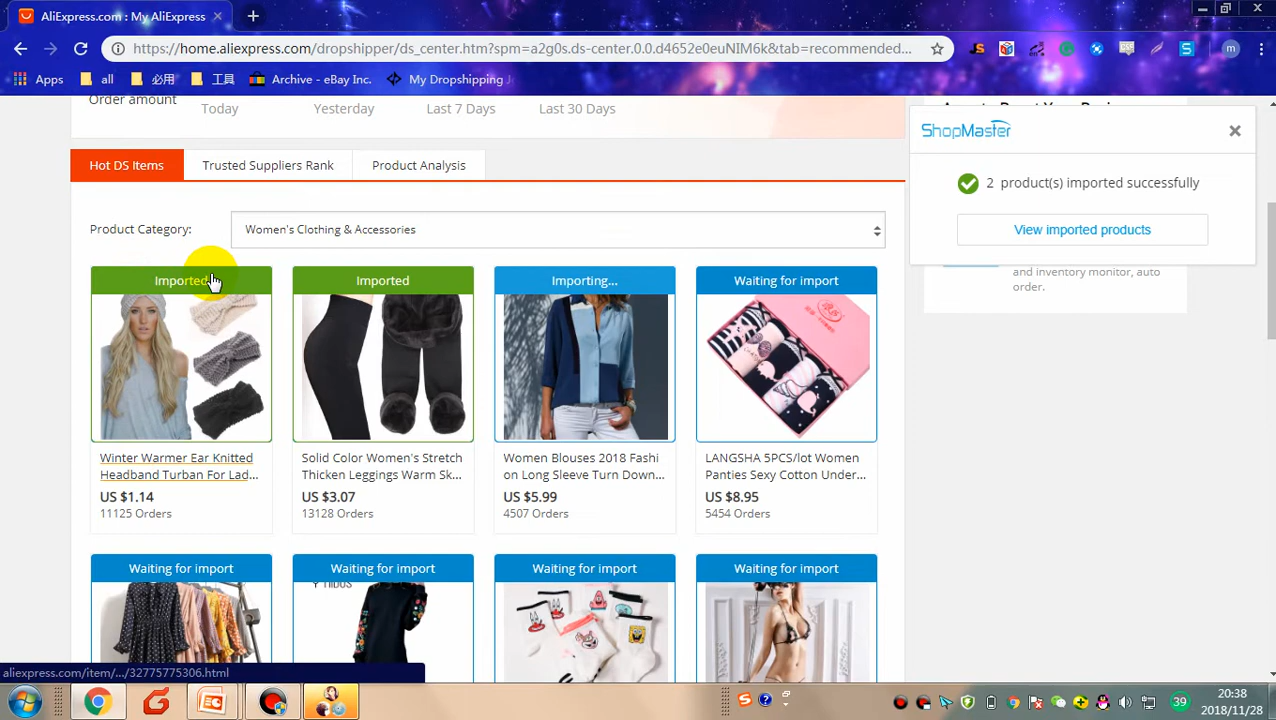 AliExpress.com : My AliExpress
https://home.aliexpress.com/dropshipper/ds_center.htm?spm=a2g0s.ds-center.0.0.d4652e0euNIM6k&tab=recommended...
Apps all 必用 工具 Archive - eBay Inc. My Dropshipping
Order amount
Today Yesterday Last 7 Days Last 30 Days
Hot DS Items Trusted Suppliers Rank Product Analysis
Product Category: Women's Clothing & Accessories
ShopMaster
2 product(s) imported successfully
View imported products
and inventory monitor, auto
order.
Imported Imported Importing... Waiting for import
Winter Warmer Ear Knitted
Headband Turban For Lad...
US $1.14
11125 Orders
Solid Color Women's Stretch
Thicken Leggings Warm Sk...
US $3.07
13128 Orders
Women Blouses 2018 Fashi
on Long Sleeve Turn Down...
US $5.99
4507 Orders
LANGSHA 5PCS/lot Women
Panties Sexy Cotton Under...
US $8.95
5454 Orders
Waiting for import Waiting for import Waiting for import Waiting for import
aliexpress.com/item/.../32775775306.html
39
20:38
2018/11/28